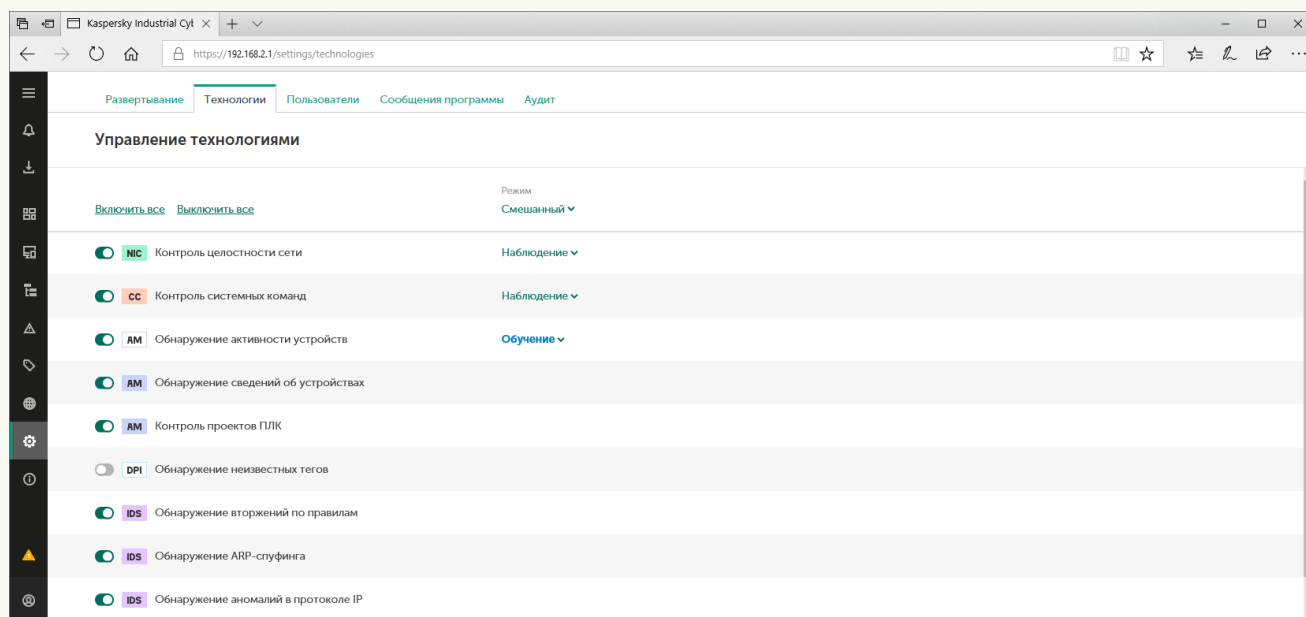 Kaspersky Industrial Cyb
https://192.168.2.1/settings/technologies
Развертывание Технологии Пользователи Сообщения программы Аудит
Управление технологиями
Режим
Включить все Выключить все Смешанный
NIC Контроль целостности сети Наблюдение
CC Контроль системных команд Наблюдение
AM Обнаружение активности устройств Обучение
AM Обнаружение сведений об устройствах
AM Контроль проектов ПЛК
DPI Обнаружение неизвестных тегов
IDS Обнаружение вторжений по правилам
IDS Обнаружение ARP-спуфинга
IDS Обнаружение аномалий в протоколе IP